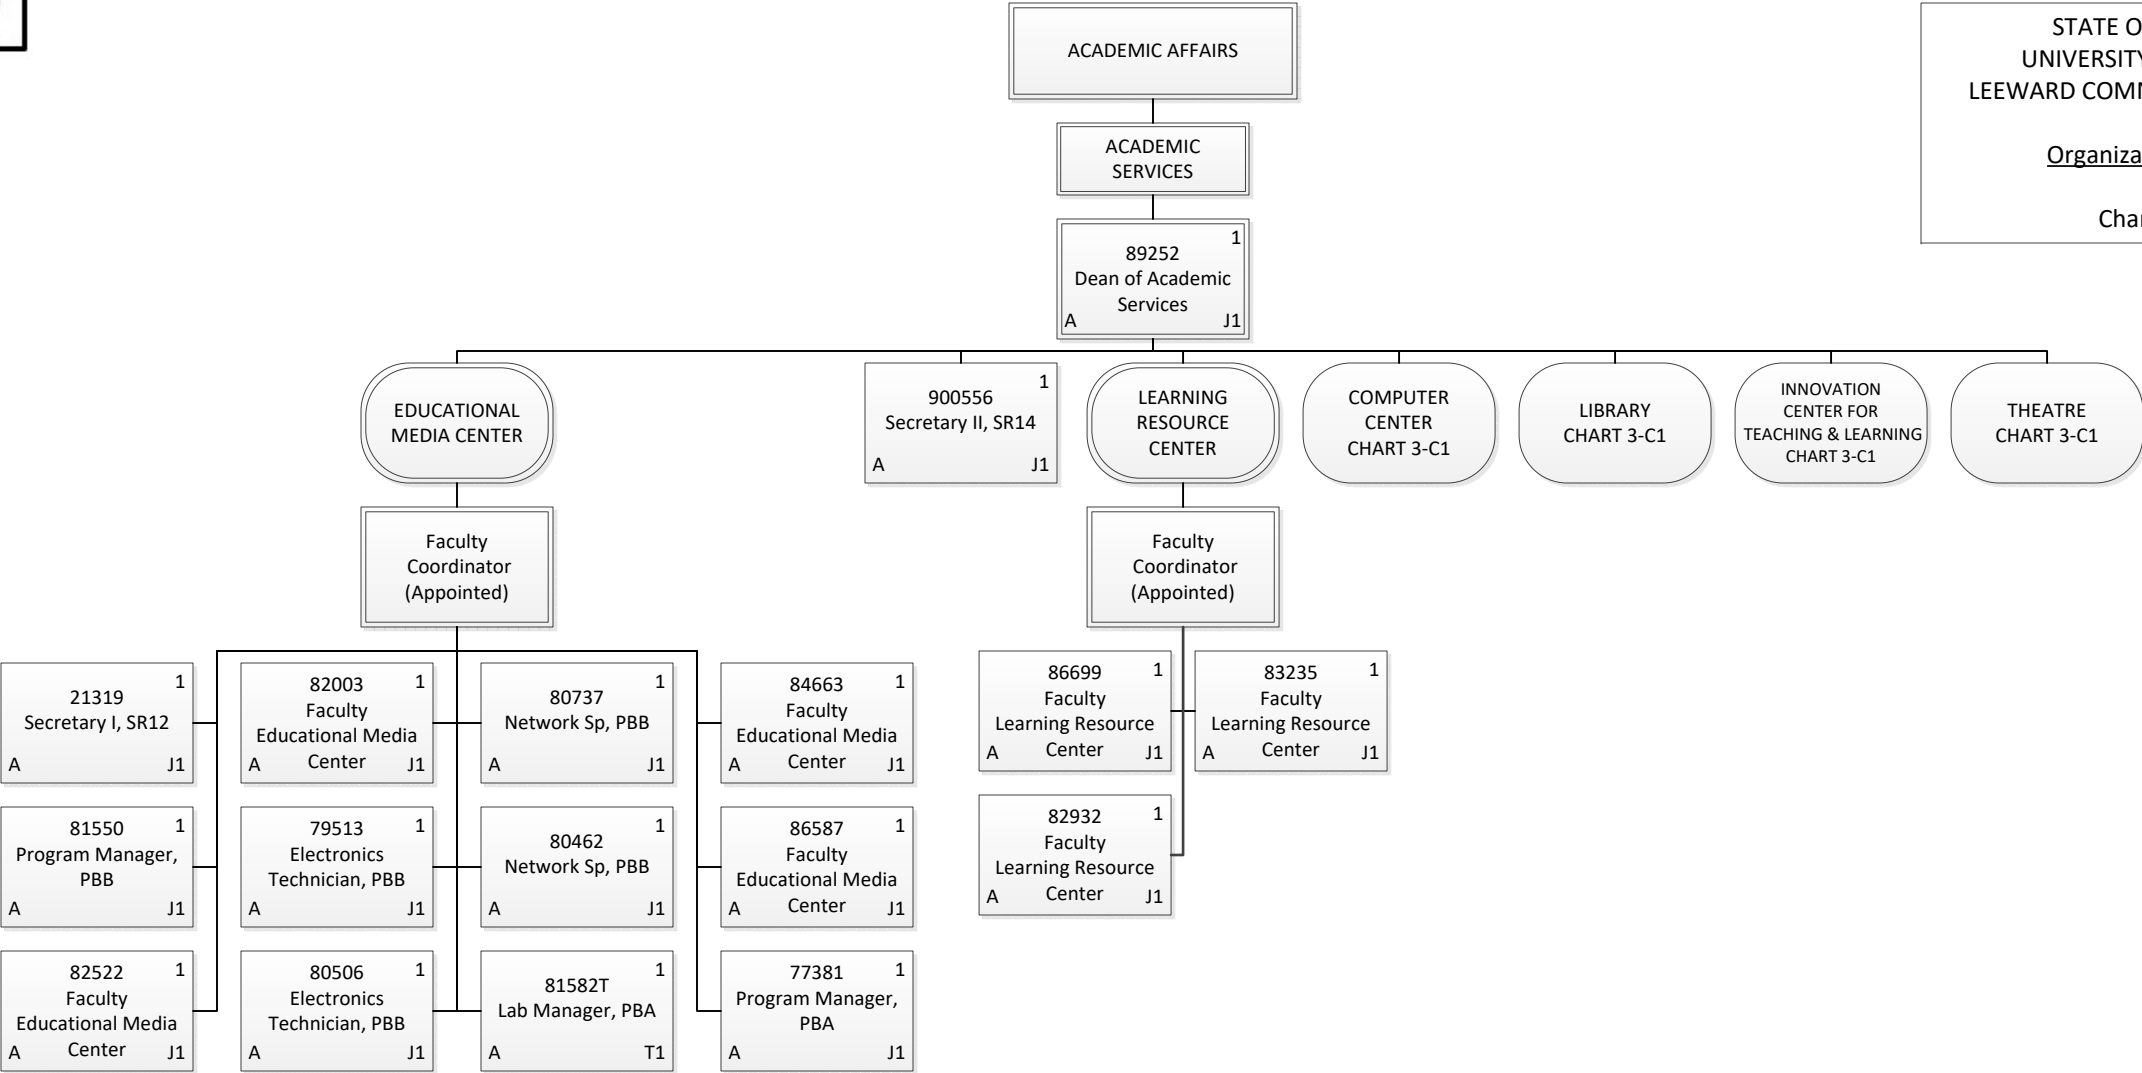 ACADEMIC AFFAIRS
STATE O
UNIVERSITY
LEEWARD COMM
Organiza
Char
ACADEMIC
SERVICES
1
89252
Dean of Academic
Services
A J1
EDUCATIONAL
MEDIA CENTER
1
900556
Secretary II, SR14
A J1
LEARNING
RESOURCE
CENTER
COMPUTER
CENTER
CHART 3-C1
LIBRARY
CHART 3-C1
INNOVATION
CENTER FOR
TEACHING & LEARNING
CHART 3-C1
THEATRE
CHART 3-C1
Faculty
Coordinator
(Appointed)
Faculty
Coordinator
(Appointed)
1
21319
Secretary I, SR12
A J1
82003 1
Faculty
Educational Media
A Center J1
1
80737
Network Sp, PBB
A J1
84663 1
Faculty
Educational Media
A Center J1
86699 1
Faculty
Learning Resource
A Center J1
83235 1
Faculty
Learning Resource
A Center J1
81550 1
Program Manager,
PBB
A J1
79513 1
Electronics
Technician, PBB
A J1
1
80462
Network Sp, PBB
A J1
86587 1
Faculty
Educational Media
A Center J1
82932 1
Faculty
Learning Resource
A Center J1
82522 1
Faculty
Educational Media
A Center J1
80506 1
Electronics
Technician, PBB
A J1
1
81582T
Lab Manager, PBA
A T1
77381 1
Program Manager,
PBA
A J1